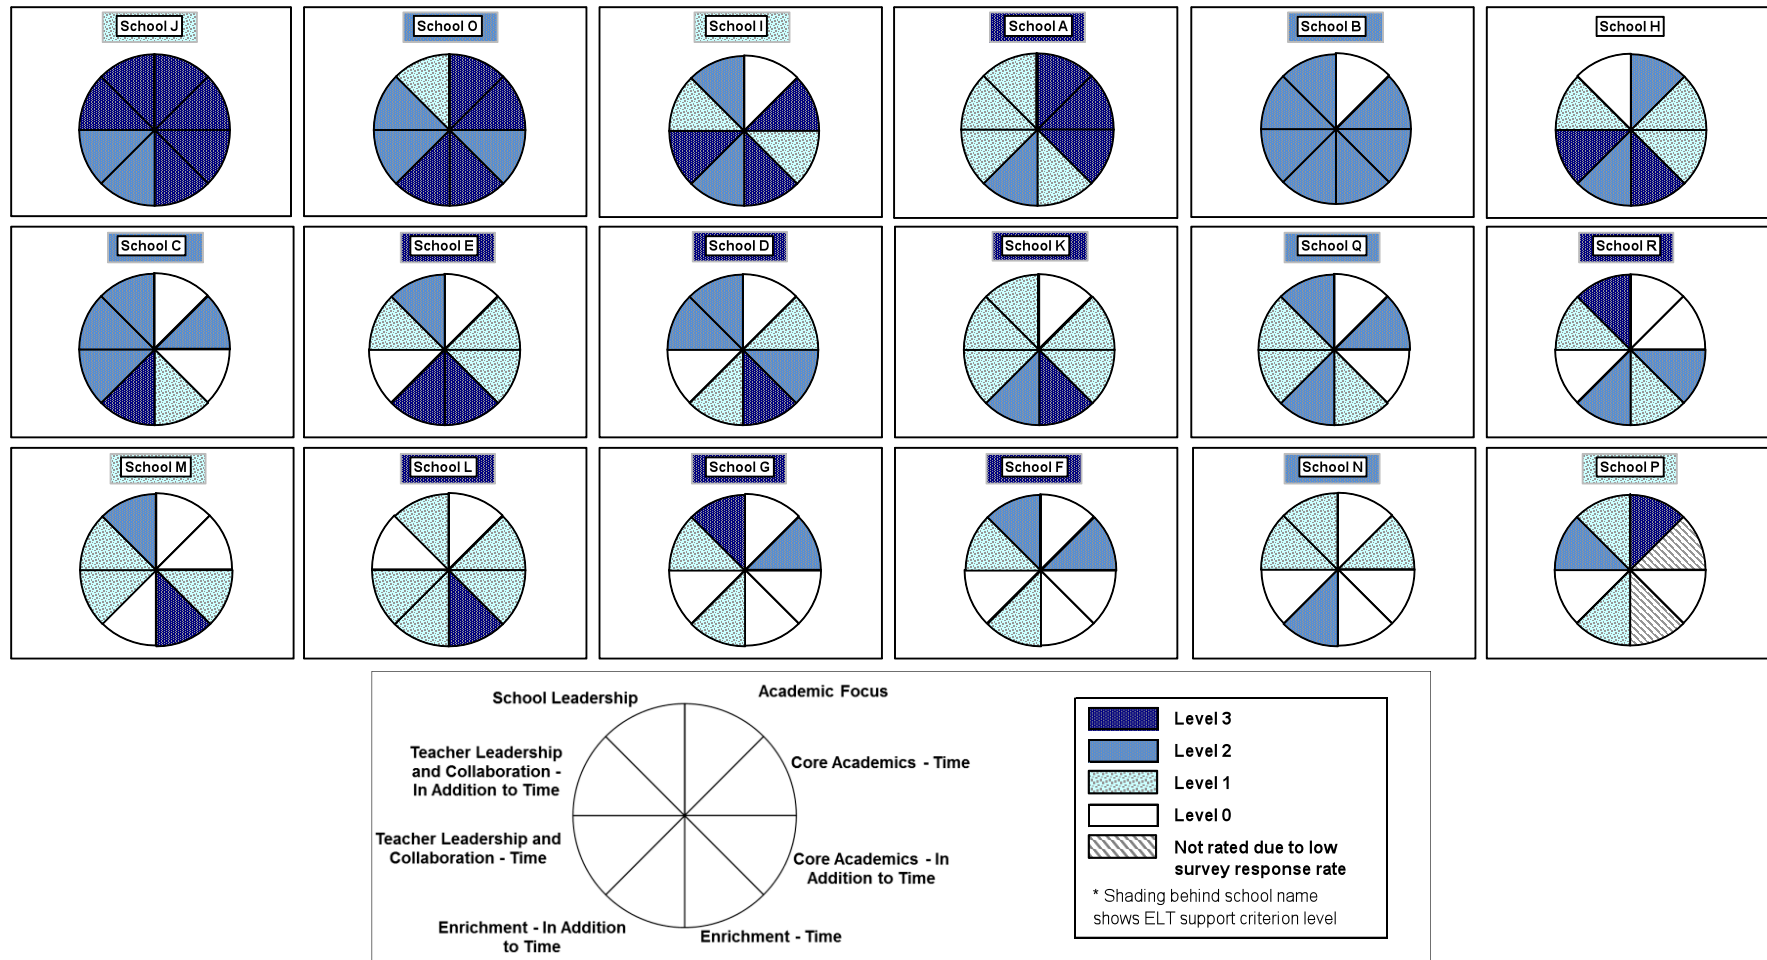 School J
School O
School I
School A
School B
School H
School C
School E
School D
School K
School Q
School R
School M
School L
School G
School F
School N
School P
School Leadership
Academic Focus
Teacher Leadership
and Collaboration -
In Addition to Time
Core Academics - Time
Teacher Leadership and
Collaboration - Time
Core Academics - In
Addition to Time
Enrichment - In Addition
to Time
Enrichment - Time
Level 3
Level 2
Level 1
Level 0
Not rated due to low
survey response rate
* Shading behind school name
shows ELT support criterion level